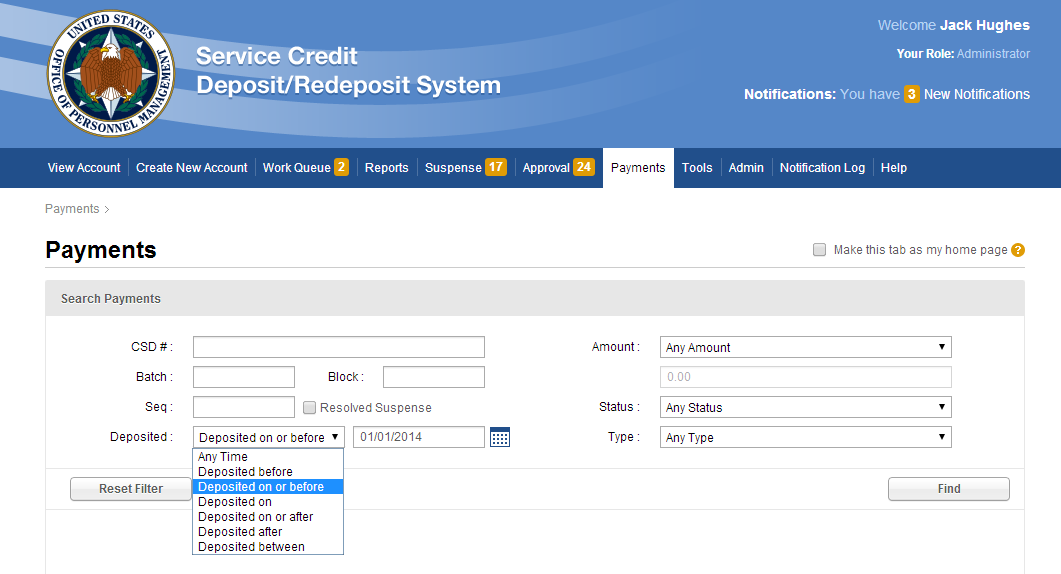 UNITED STATES
OFFICE OF PERSONNEL MANAGEMENT
Service Credit
Deposit/Redeposit System
Welcome Jack Hughes
Your Role: Administrator
Notifications: You have 3 New Notifications
View Account Create New Account Work Queue 2 Reports Suspense 17 Approval 24 Payments Tools Admin Notification Log Help
Payments >
Payments
Make this tab as my home page ?
Search Payments
CSD # : Amount : Any Amount
Batch : Block : 0.00
Seq : Resolved Suspense Status : Any Status
Deposited : Deposited on or before 01/01/2014 Type : Any Type
Any Time
Deposited before
Deposited on or before
Deposited on
Deposited on or after
Deposited after
Deposited between
Reset Filter Find